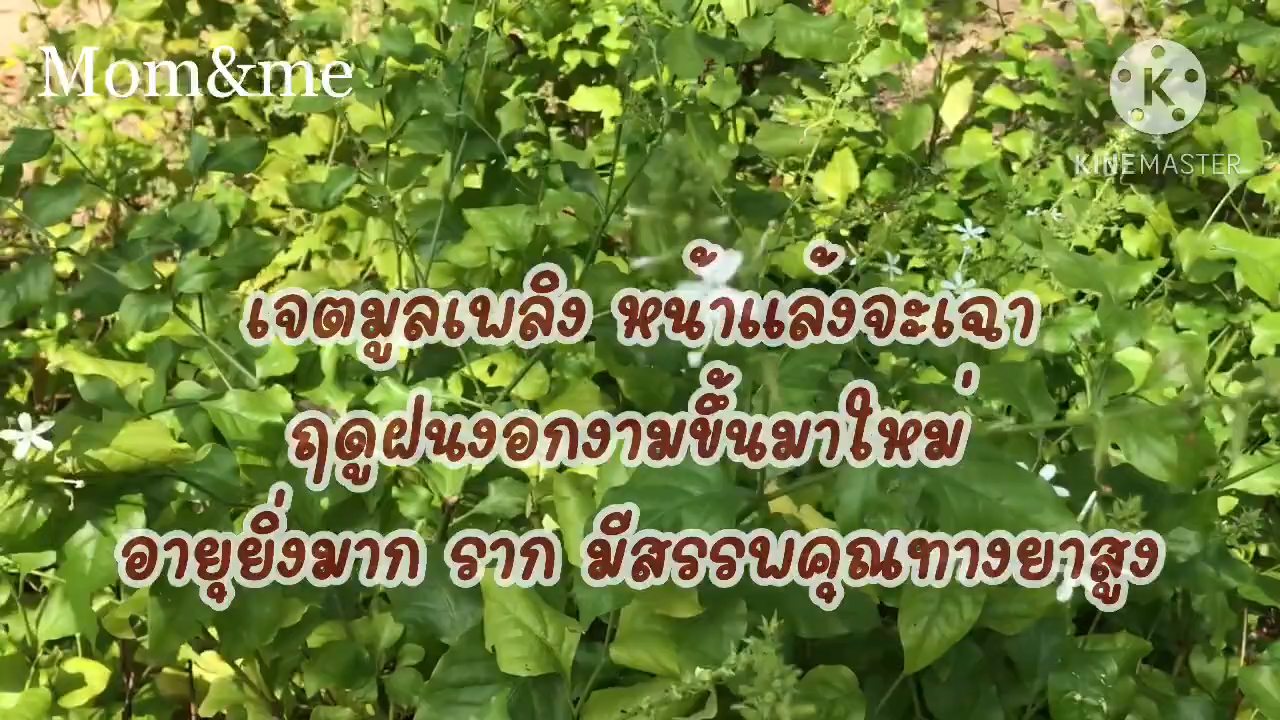 Mom&me
K
KINEMASTER
เจตมูลเพลิง หน้าแล้งจะเฉา
ฤดูฝนงอกงามขึ้นมาใหม่
อายุยิ่งมาก ราก มีสรรพคุณทางยาสูง